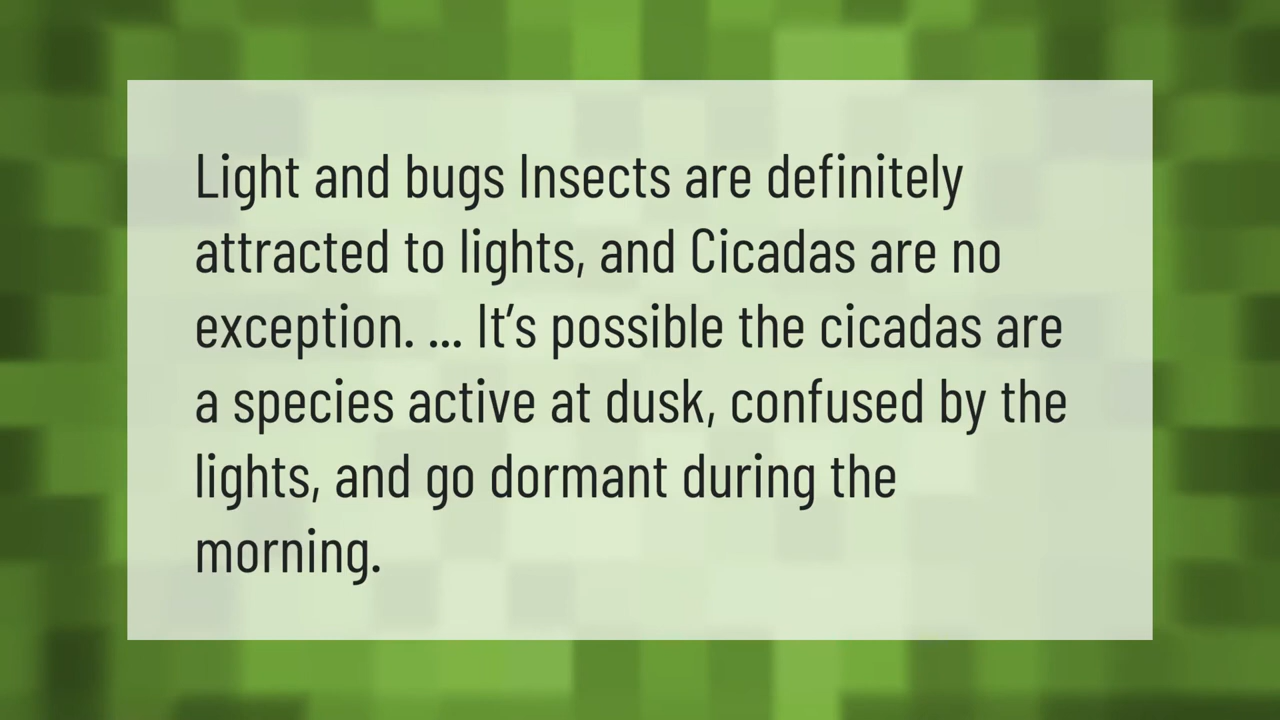 Light and bugs Insects are definitely
attracted to lights, and Cicadas are no
exception. ... It’s possible the cicadas are
a species active at dusk, confused by the
lights, and go dormant during the
morning.